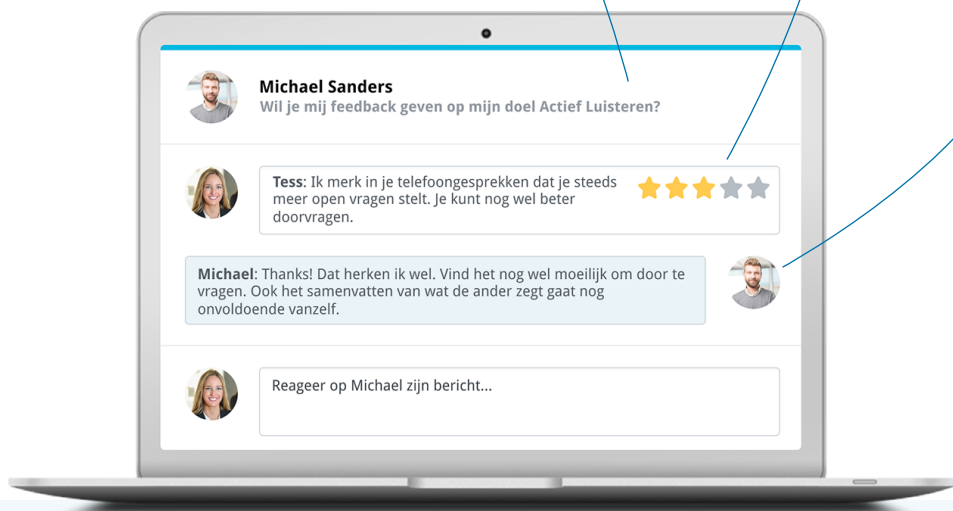 Michael Sanders
Wil je mij feedback geven op mijn doel Actief Luisteren?
Tess: Ik merk in je telefoongesprekken dat je steeds
meer open vragen stelt. Je kunt nog wel beter
doorvragen.
Michael: Thanks! Dat herken ik wel. Vind het nog wel moeilijk om door te
vragen. Ook het samenvatten van wat de ander zegt gaat nog
onvoldoende vanzelf.
Reageer op Michael zijn bericht...